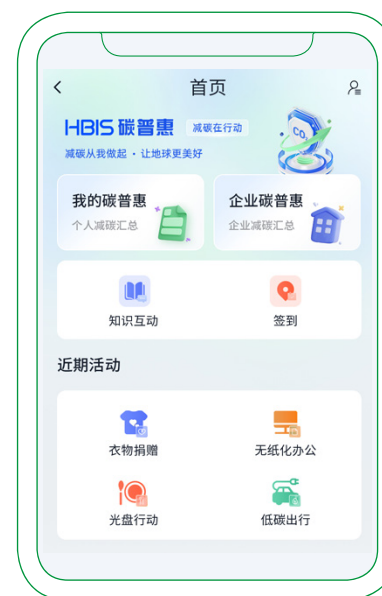 首页
HBIS 碳普惠 减碳在行动
CO₂
减碳从我做起・让地球更美好
我的碳普惠 企业碳普惠
个人减碳汇总 企业减碳汇总
知识互动 签到
近期活动
衣物捐赠 无纸化办公
光盘行动 低碳出行